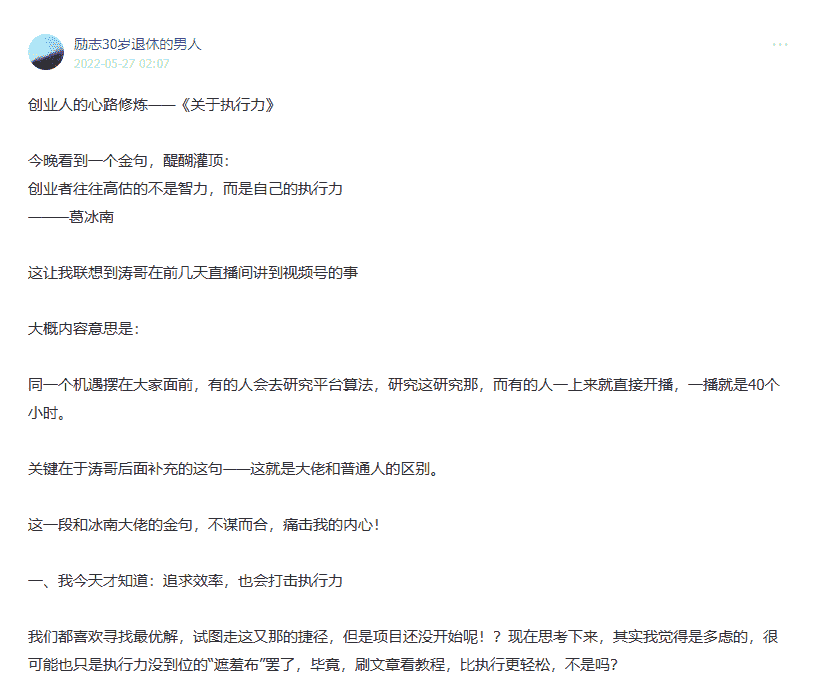 励志30岁退休的男人
2022-05-27 02:07
创业人的心路修炼——《关于执行力》
今晚看到一个金句，醍醐灌顶：
创业者往往高估的不是智力，而是自己的执行力
———葛冰南
这让我联想到涛哥在前几天直播间讲到视频号的事
大概内容意思是：
同一个机遇摆在大家面前，有的人会去研究平台算法，研究这研究那，而有的人一上来就直接开播，一播就是40个
小时。
关键在于涛哥后面补充的这句——这就是大佬和普通人的区别。
这一段和冰南大佬的金句，不谋而合，痛击我的内心！
一、我今天才知道：追求效率，也会打击执行力
我们都喜欢寻找最优解，试图走这又那的捷径，但是项目还没开始呢！？现在思考下来，其实我觉得是多虑的，很
可能也只是执行力没到位的“遮羞布”罢了，毕竟，刷文章看教程，比执行更轻松，不是吗？